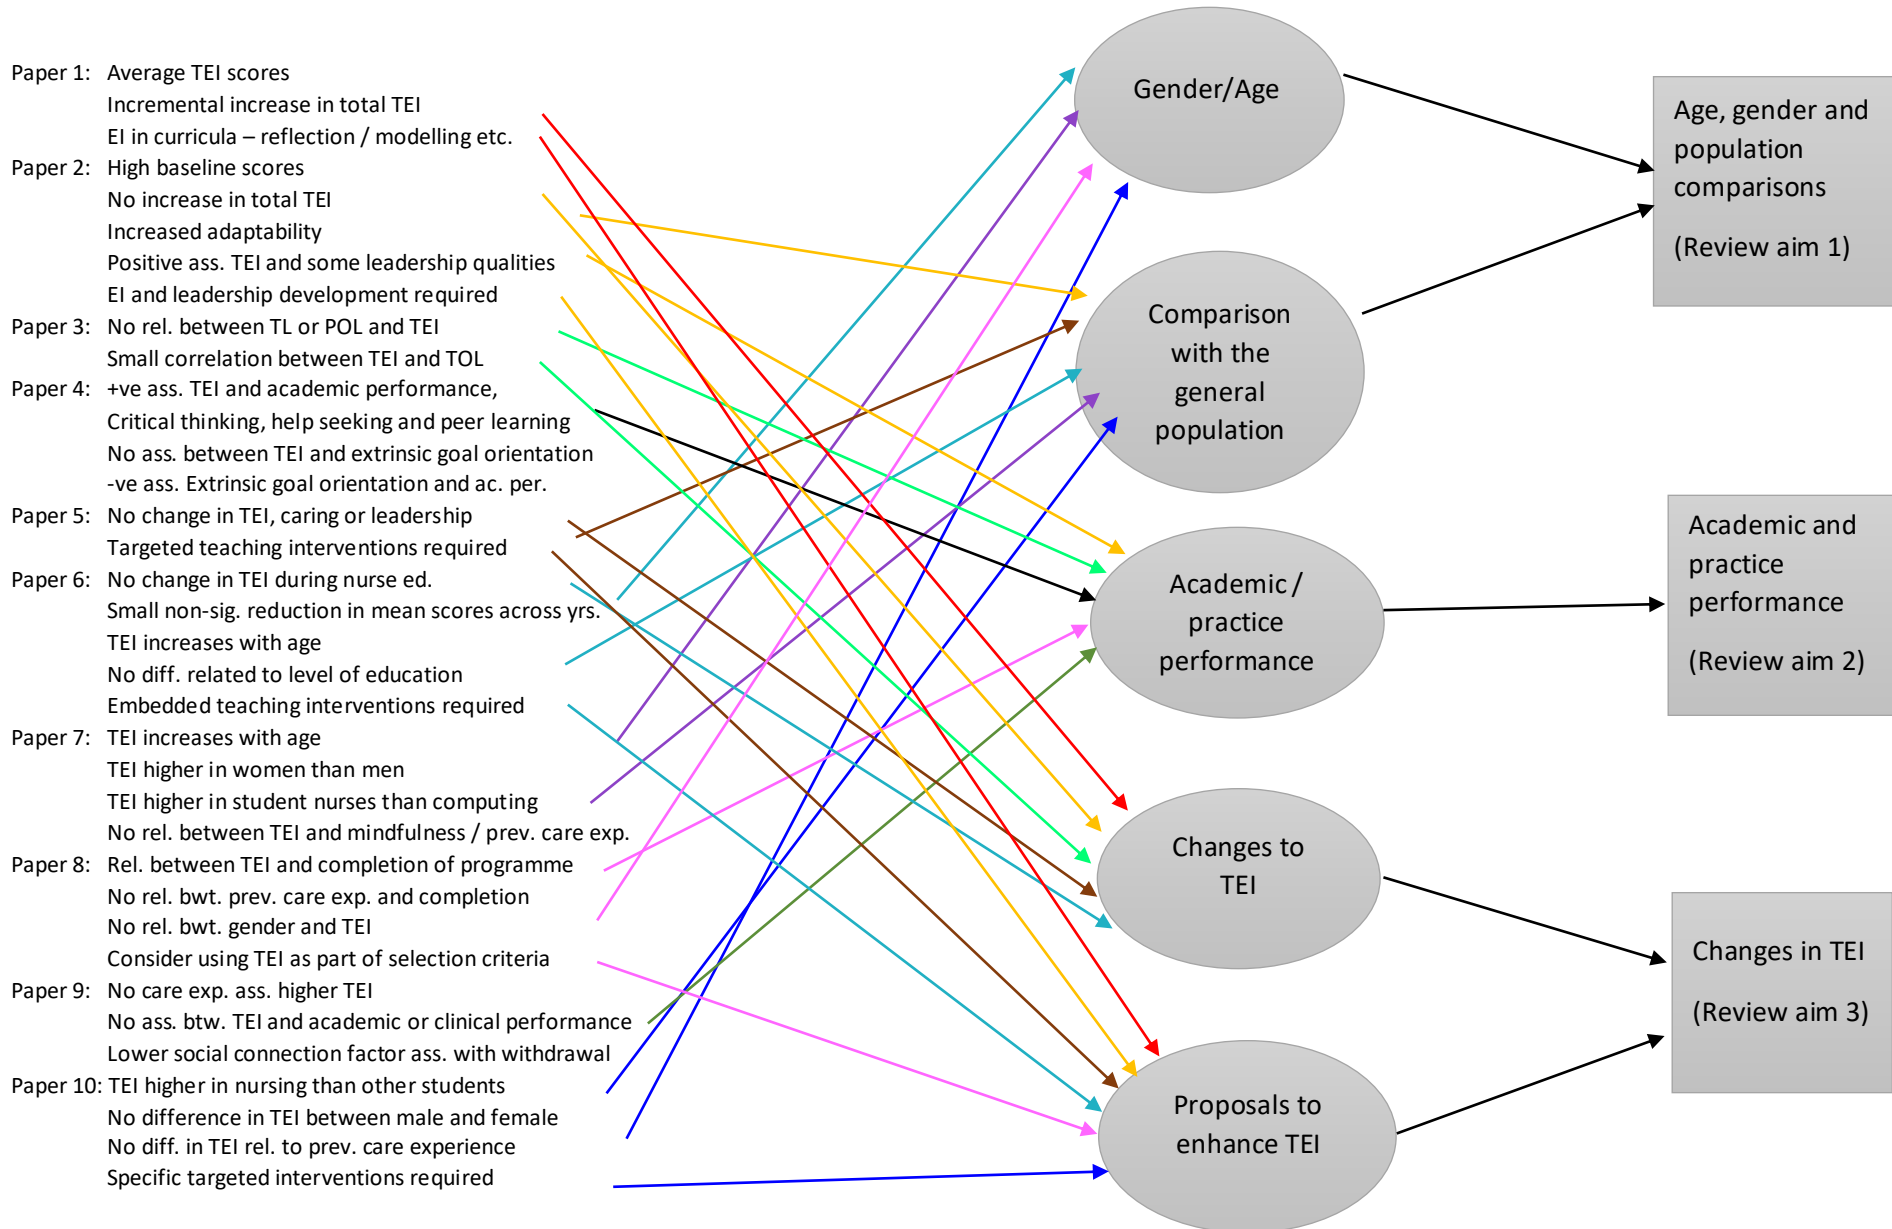 Paper 1: Average TEI scores
Incremental increase in total TEI
EI in curricula – reflection / modelling etc.
Paper 2: High baseline scores
No increase in total TEI
Increased adaptability
Positive ass. TEI and some leadership qualities
EI and leadership development required
Paper 3: No rel. between TL or POL and TEI
Small correlation between TEI and TOL
Paper 4: +ve ass. TEI and academic performance,
Critical thinking, help seeking and peer learning
No ass. between TEI and extrinsic goal orientation
-ve ass. Extrinsic goal orientation and ac. per.
Paper 5: No change in TEI, caring or leadership
Targeted teaching interventions required
Paper 6: No change in TEI during nurse ed.
Small non-sig. reduction in mean scores across yrs.
TEI increases with age
No diff. related to level of education
Embedded teaching interventions required
Paper 7: TEI increases with age
TEI higher in women than men
TEI higher in student nurses than computing
No rel. between TEI and mindfulness / prev. care exp.
Paper 8: Rel. between TEI and completion of programme
No rel. bwt. prev. care exp. and completion
No rel. bwt. gender and TEI
Consider using TEI as part of selection criteria
Paper 9: No care exp. ass. higher TEI
No ass. btw. TEI and academic or clinical performance
Lower social connection factor ass. with withdrawal
Paper 10: TEI higher in nursing than other students
No difference in TEI between male and female
No diff. in TEI rel. to prev. care experience
Specific targeted interventions required
Gender/Age
Comparison
with the
general
population
Academic /
practice
performance
Changes to
TEI
Proposals to
enhance TEI
Age, gender and
population
comparisons
(Review aim 1)
Academic and
practice
performance
(Review aim 2)
Changes in TEI
(Review aim 3)